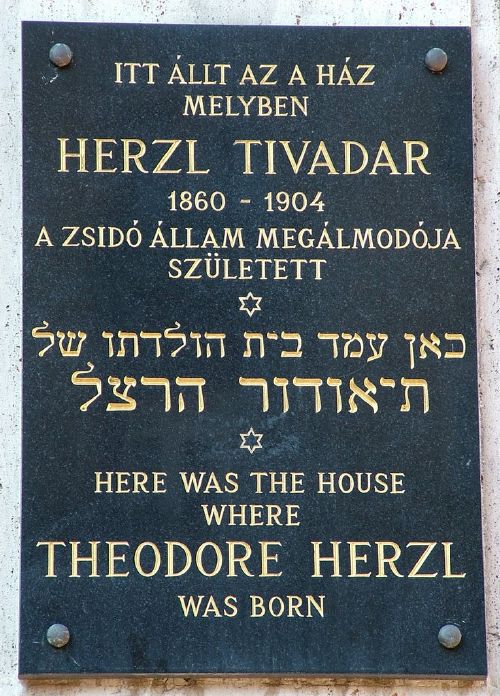 ITT ÁLLT AZ A HÁZ
MELYBEN
HERZL TIVADAR
1860 - 1904
A ZSIDÓ ÁLLAM MEGÁLMODÓJA
SZÜLETETT
כאן עמד בית הולדתו של
תיאודור הרצל
HERE WAS THE HOUSE
WHERE
THEODORE HERZL
WAS BORN